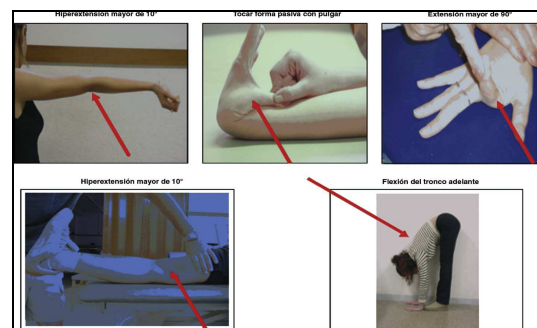 Hiperextensión mayor de 10°
Tocar forma pasiva con pulgar
Extensión mayor de 90°
Hiperextensión mayor de 10°
Flexión del tronco adelante